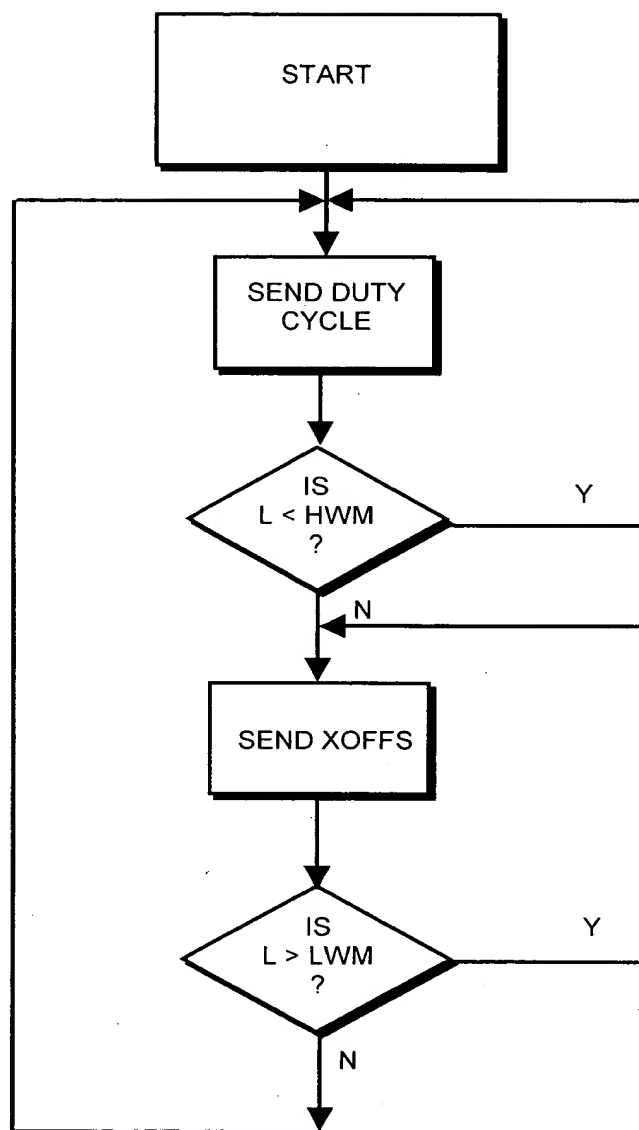 START
SEND DUTY
CYCLE
IS
L < HWM
?
Y
N
SEND XOFFS
IS
L > LWM
?
Y
N